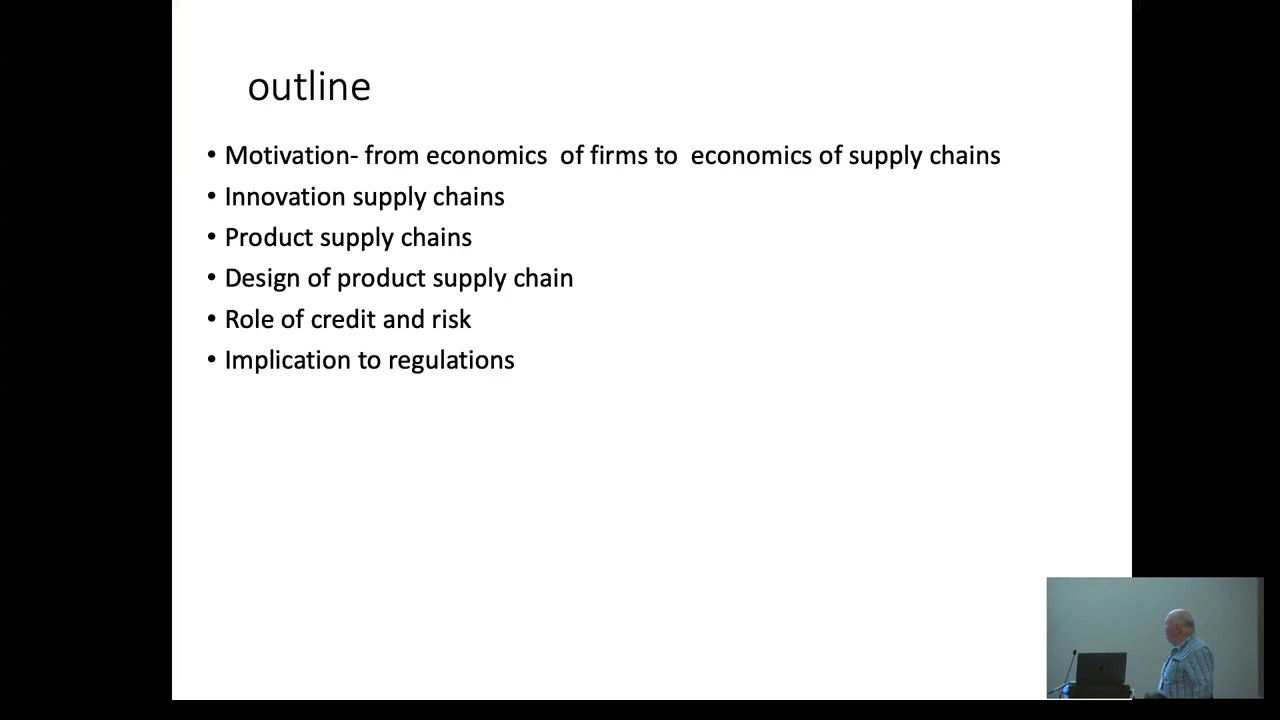 outline
• Motivation- from economics  of firms to  economics of supply chains
• Innovation supply chains
• Product supply chains
• Design of product supply chain
• Role of credit and risk
• Implication to regulations